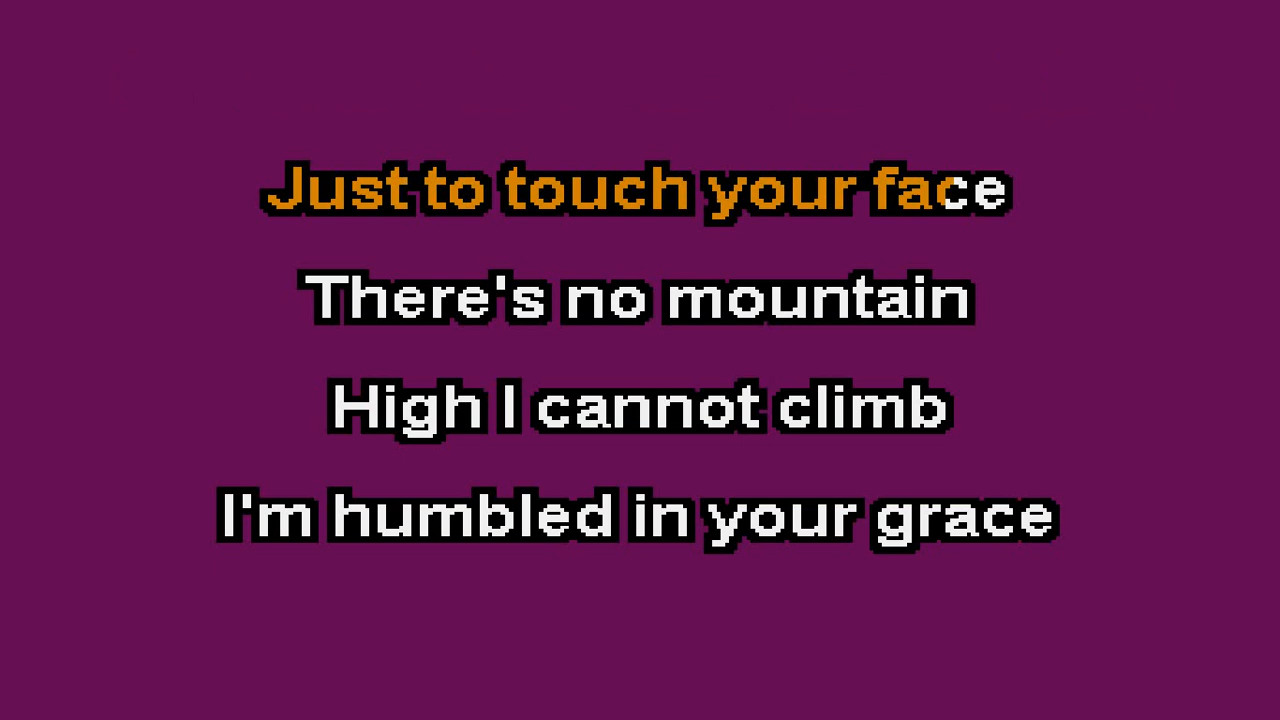 Just to touch your face
There's no mountain
High I cannot climb
I'm humbled in your grace